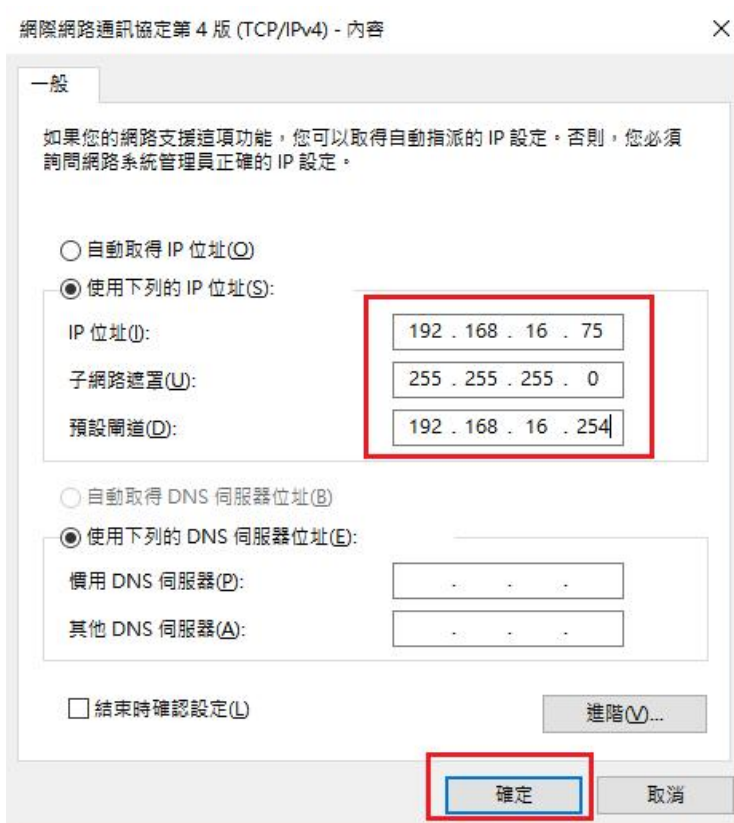 網際網路通訊協定第 4 版 (TCP/IPv4) - 內容
一般
如果您的網路支援這項功能，您可以取得自動指派的 IP 設定。否則，您必須
詢問網路系統管理員正確的 IP 設定。
自動取得 IP 位址(O)
使用下列的 IP 位址(S):
IP 位址(I): 192 . 168 . 16 . 75
子網路遮罩(U): 255 . 255 . 255 . 0
預設閘道(D): 192 . 168 . 16 . 254
自動取得 DNS 伺服器位址(B)
使用下列的 DNS 伺服器位址(E):
慣用 DNS 伺服器(P): . . .
其他 DNS 伺服器(A): . . .
結束時確認設定(L)
進階(V)...
確定 取消